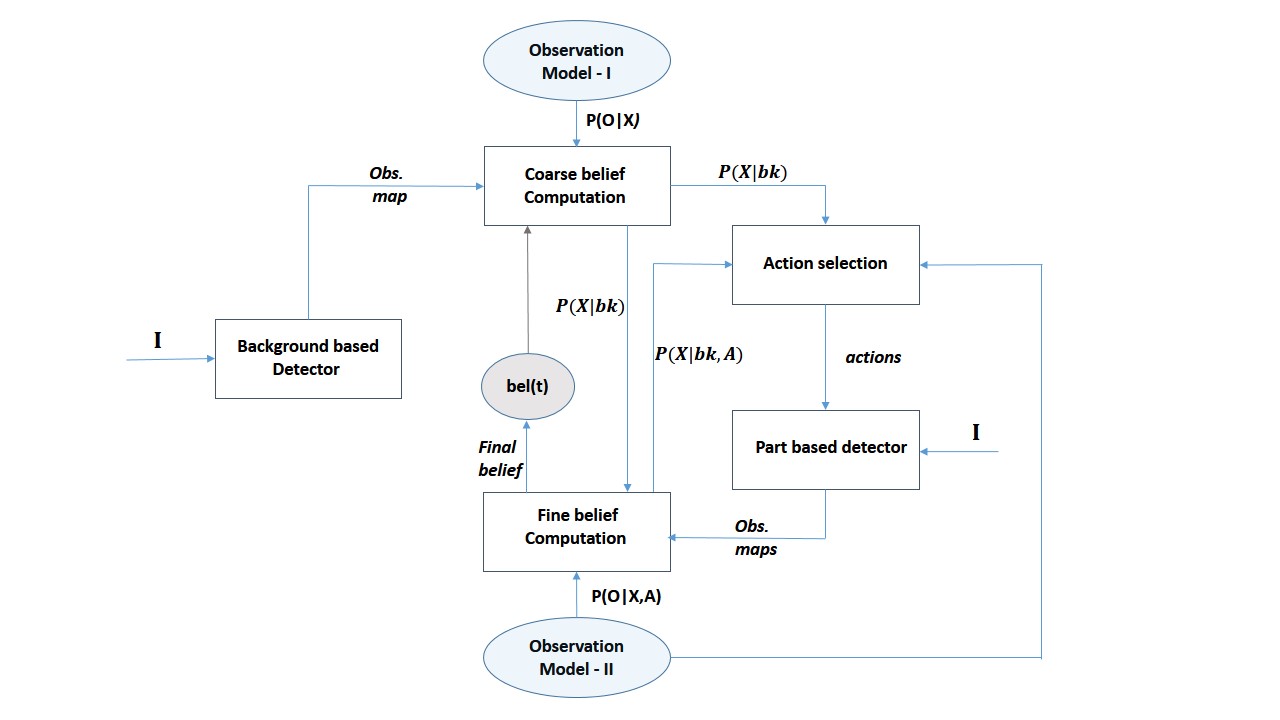 Observation
Model - I
P(O|X)
Coarse belief
Computation
Obs.
map
P(X|bk)
Action selection
P(X|bk)
I
Background based
Detector
P(X|bk, A)
actions
bel(t)
Final
belief
Part based detector
I
Fine belief
Computation
Obs.
maps
P(O|X,A)
Observation
Model - II